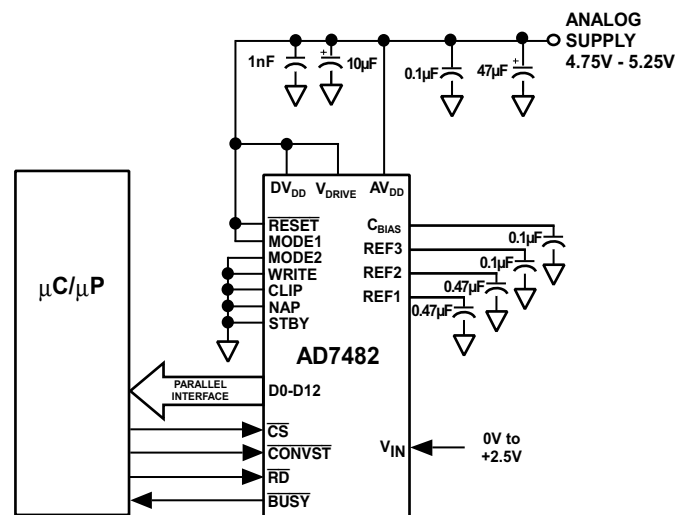 ANALOG
SUPPLY
4.75V - 5.25V
1nF
+
10µF
0.1µF
47µF
+
DVDD
VDRIVE
AVDD
RESET
MODE1
MODE2
WRITE
CLIP
NAP
STBY
CBIAS
REF3
REF2
REF1
0.1µF
0.1µF
0.47µF
0.47µF
µC/µP
AD7482
PARALLEL
INTERFACE
D0-D12
CS
CONVST
RD
BUSY
VIN
0V to
+2.5V